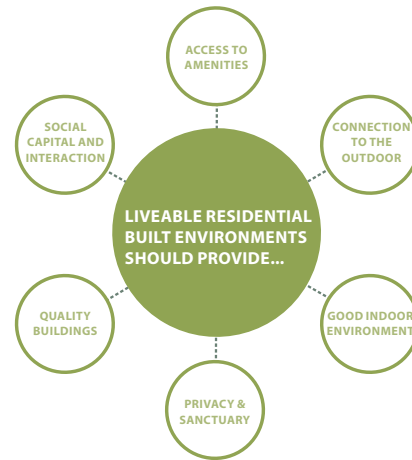 ACCESS TO
AMENITIES
SOCIAL
CAPITAL AND
INTERACTION
CONNECTION
TO THE
OUTDOOR
LIVEABLE RESIDENTIAL
BUILT ENVIRONMENTS
SHOULD PROVIDE...
QUALITY
BUILDINGS
GOOD INDOOR
ENVIRONMENT
PRIVACY &
SANCTUARY